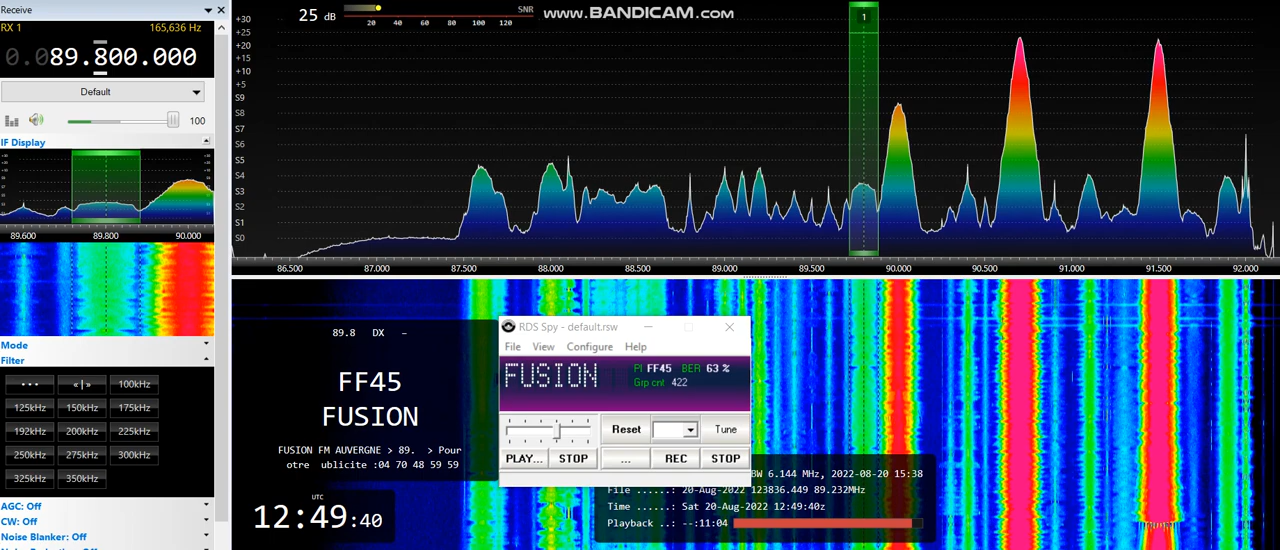 Receive
RX 1 165,636 Hz
0.089.800.000
Default
100
IF Display
89.600 89.800 90.000
Mode
Filter
••• «|» 100kHz
125kHz 150kHz 175kHz
192kHz 200kHz 225kHz
250kHz 275kHz 300kHz
325kHz 350kHz
AGC: Off
CW: Off
Noise Blanker: Off
25 dB
SNR
20 40 60 80 100 120
www.BANDICAM.com
1
+30
+25
+20
+15
+10
+5
S9
S8
S7
S6
S5
S4
S3
S2
S1
S0
86.500 87.000 87.500 88.000 88.500 89.000 89.500 90.000 90.500 91.000 91.500 92.000
89.8 DX –
FF45
FUSION
FUSION FM AUVERGNE > 89. > Pour
otre ublicite :04 70 48 59 59
UTC
12:49:40
RDS Spy - default.rsw
File View Configure Help
FUSION
PI FF45 BER 63 %
Grp cnt 422
Reset Tune
PLAY... STOP ... REC STOP
BW 6.144 MHz, 2022-08-20 15:38
File ......: 20-Aug-2022 123836.449 89.232MHz
Time ......: Sat 20-Aug-2022 12:49:40z
Playback ..: --:11:04